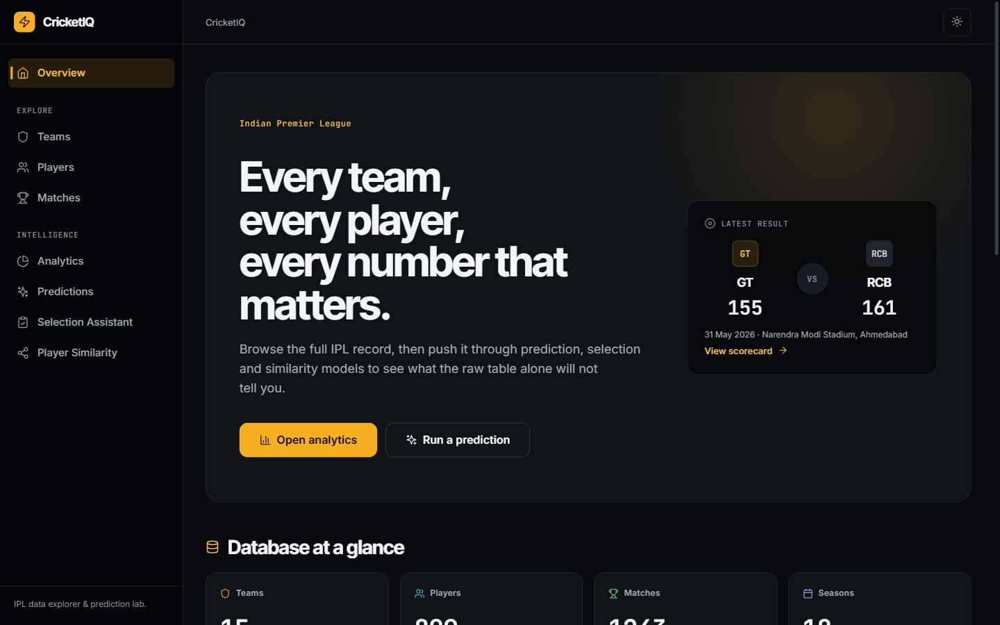 CricketIQ
CricketIQ
Overview
EXPLORE
Teams
Players
Matches
INTELLIGENCE
Analytics
Predictions
Selection Assistant
Player Similarity
IPL data explorer & prediction lab.
Indian Premier League
Every team,
every player,
every number that
matters.
Browse the full IPL record, then push it through prediction, selection
and similarity models to see what the raw table alone will not
tell you.
Open analytics
Run a prediction
LATEST RESULT
GT
GT
155
VS
RCB
RCB
161
31 May 2026 · Narendra Modi Stadium, Ahmedabad
View scorecard
Database at a glance
Teams
Players
Matches
Seasons